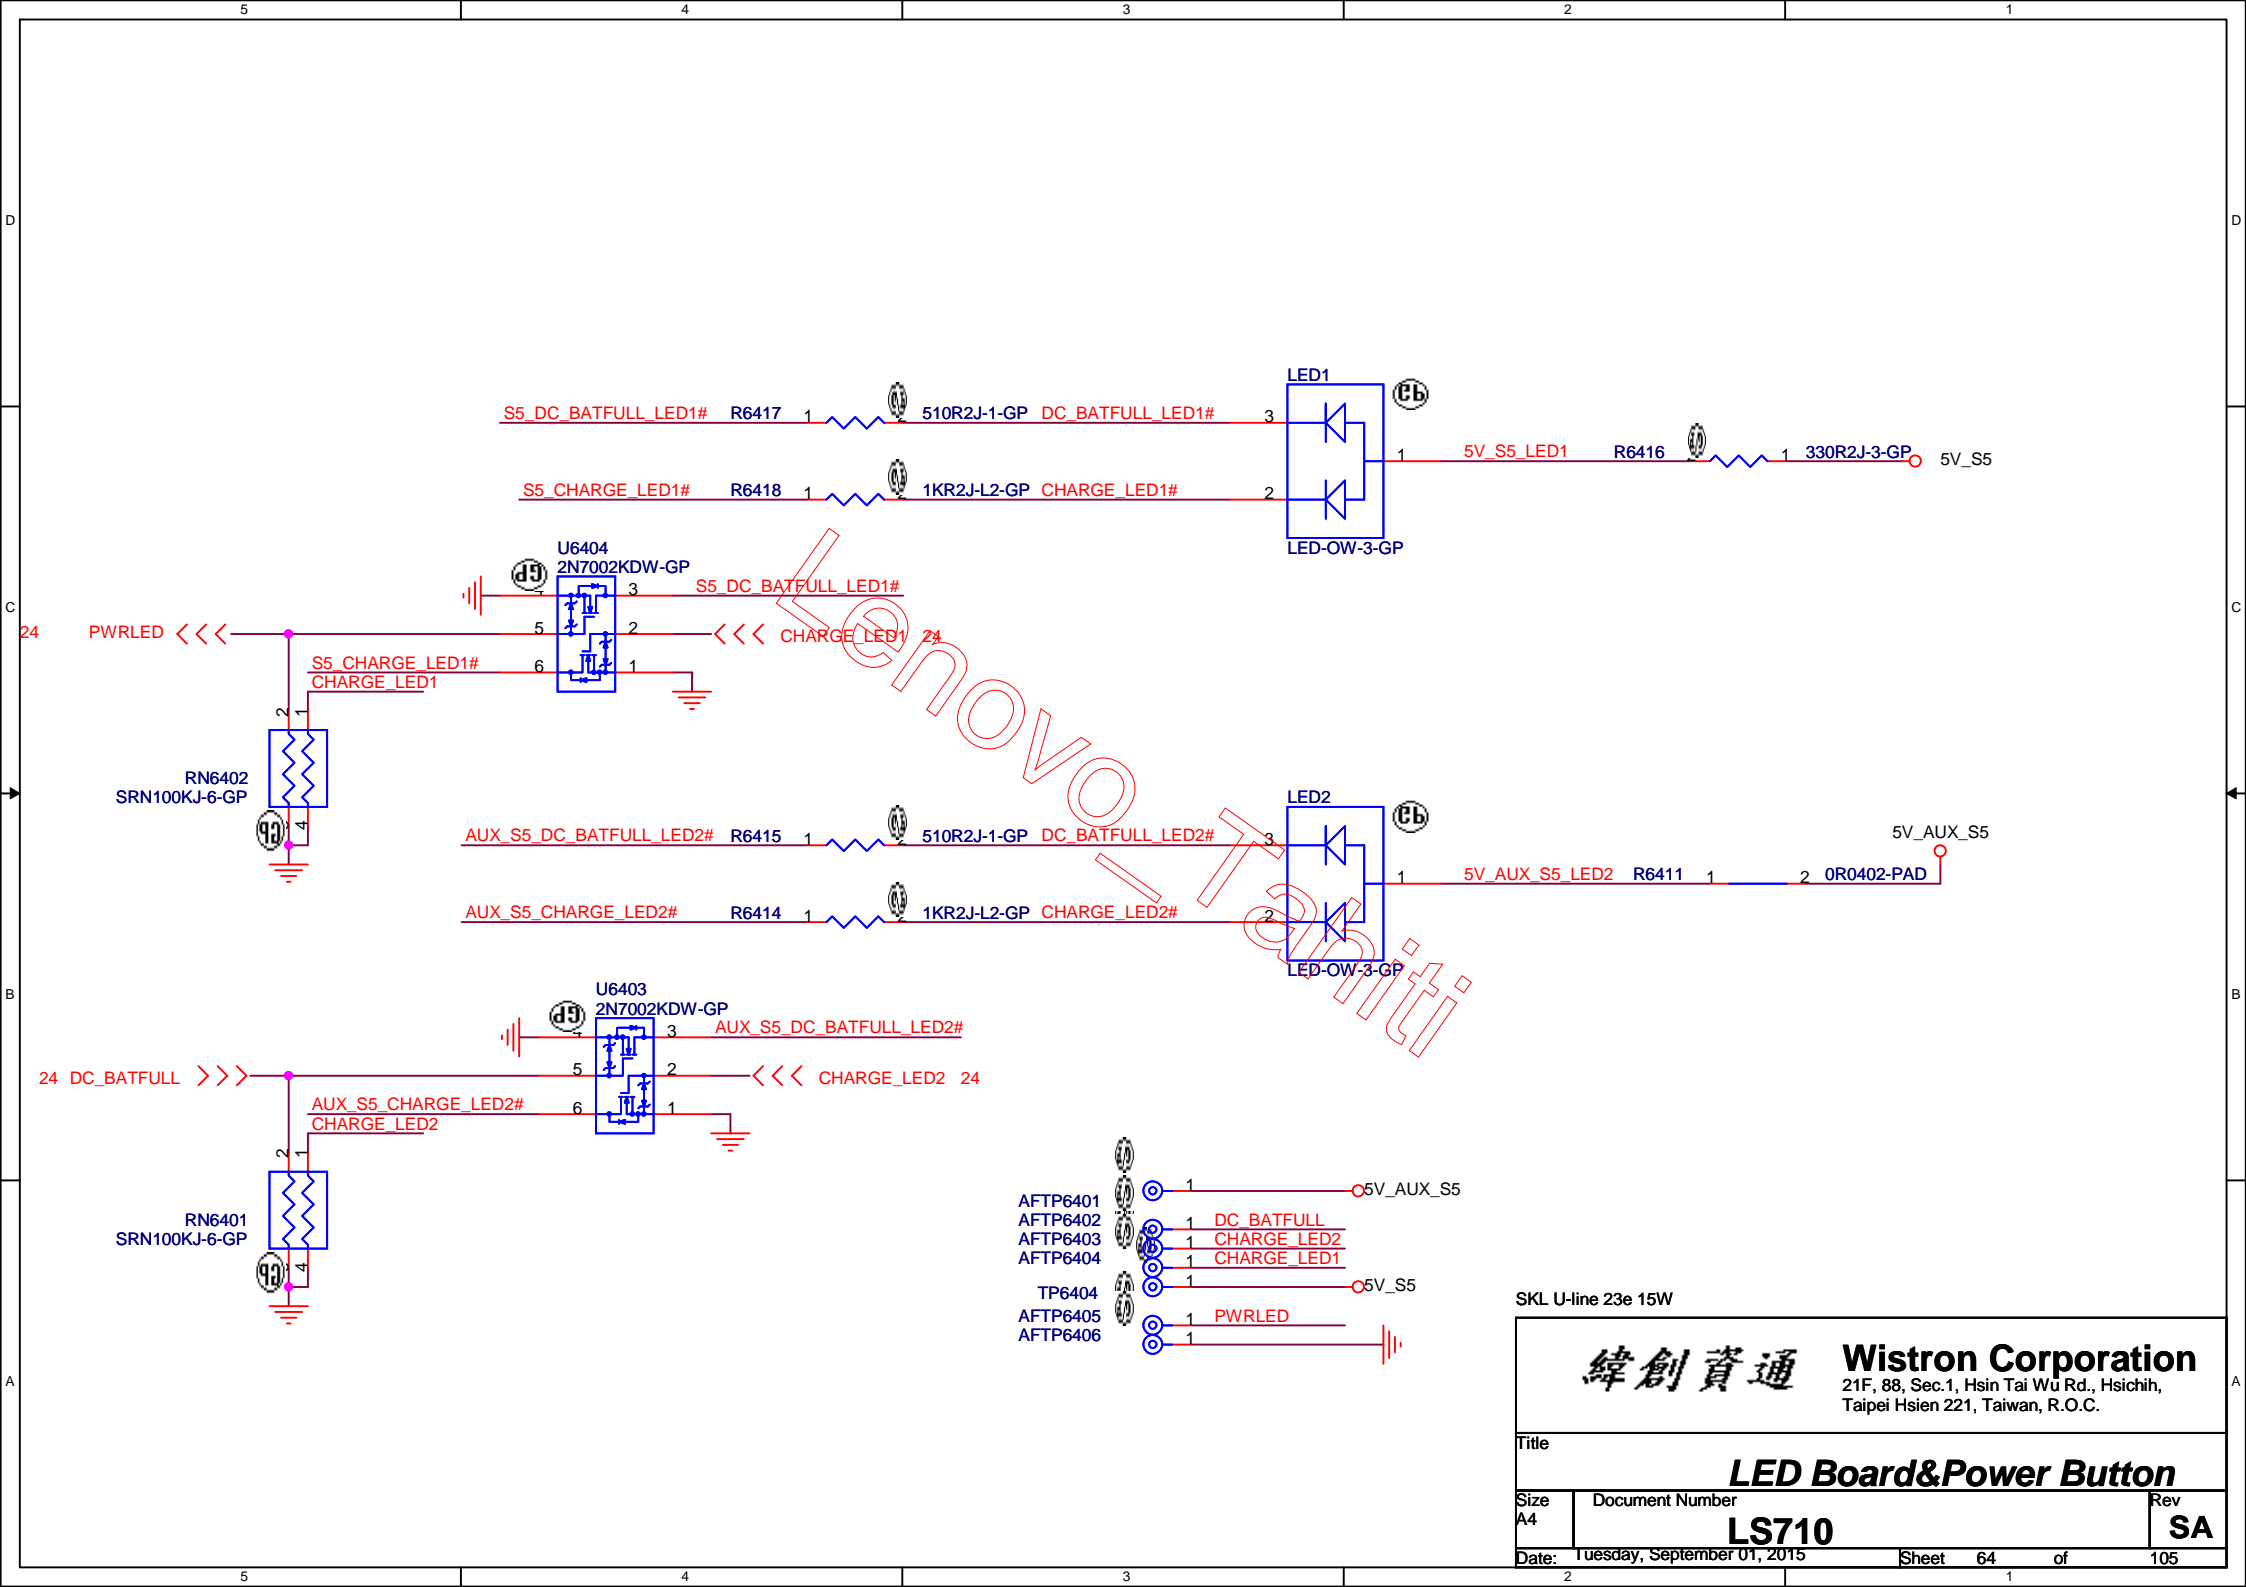 5 4 3 2 1
D D
LED1
S5_DC_BATFULL_LED1# R6417 1 2 510R2J-1-GP DC_BATFULL_LED1# 3
1 5V_S5_LED1 R6416 2 1 330R2J-3-GP 5V_S5
S5_CHARGE_LED1# R6418 1 2 1KR2J-L2-GP CHARGE_LED1# 2
LED-OW-3-GP
U6404
2N7002KDW-GP
4 3 S5_DC_BATFULL_LED1#
C C
24 PWRLED 5 2 CHARGE_LED1 24
S5_CHARGE_LED1# 6 1
CHARGE_LED1
2 1
RN6402
SRN100KJ-6-GP
4
Lenovo_Tahiti
LED2
AUX_S5_DC_BATFULL_LED2# R6415 1 2 510R2J-1-GP DC_BATFULL_LED2# 3
5V_AUX_S5
1 5V_AUX_S5_LED2 R6411 1 2 0R0402-PAD
AUX_S5_CHARGE_LED2# R6414 1 2 1KR2J-L2-GP CHARGE_LED2# 2
LED-OW-3-GP
U6403
2N7002KDW-GP
B B
4 3 AUX_S5_DC_BATFULL_LED2#
24 DC_BATFULL 5 2 CHARGE_LED2 24
AUX_S5_CHARGE_LED2# 6 1
CHARGE_LED2
2 1
RN6401
SRN100KJ-6-GP
4
AFTP6401 1 5V_AUX_S5
AFTP6402 1 DC_BATFULL
AFTP6403 1 CHARGE_LED2
AFTP6404 1 CHARGE_LED1
TP6404 1 5V_S5
AFTP6405 1 PWRLED
AFTP6406 1
SKL U-line 23e 15W
A A
緯創資通 Wistron Corporation
21F, 88, Sec.1, Hsin Tai Wu Rd., Hsichih,
Taipei Hsien 221, Taiwan, R.O.C.
Title
LED Board&Power Button
Size Document Number Rev
A4 LS710 SA
Date: Tuesday, September 01, 2015 Sheet 64 of 105
5 4 3 2 1